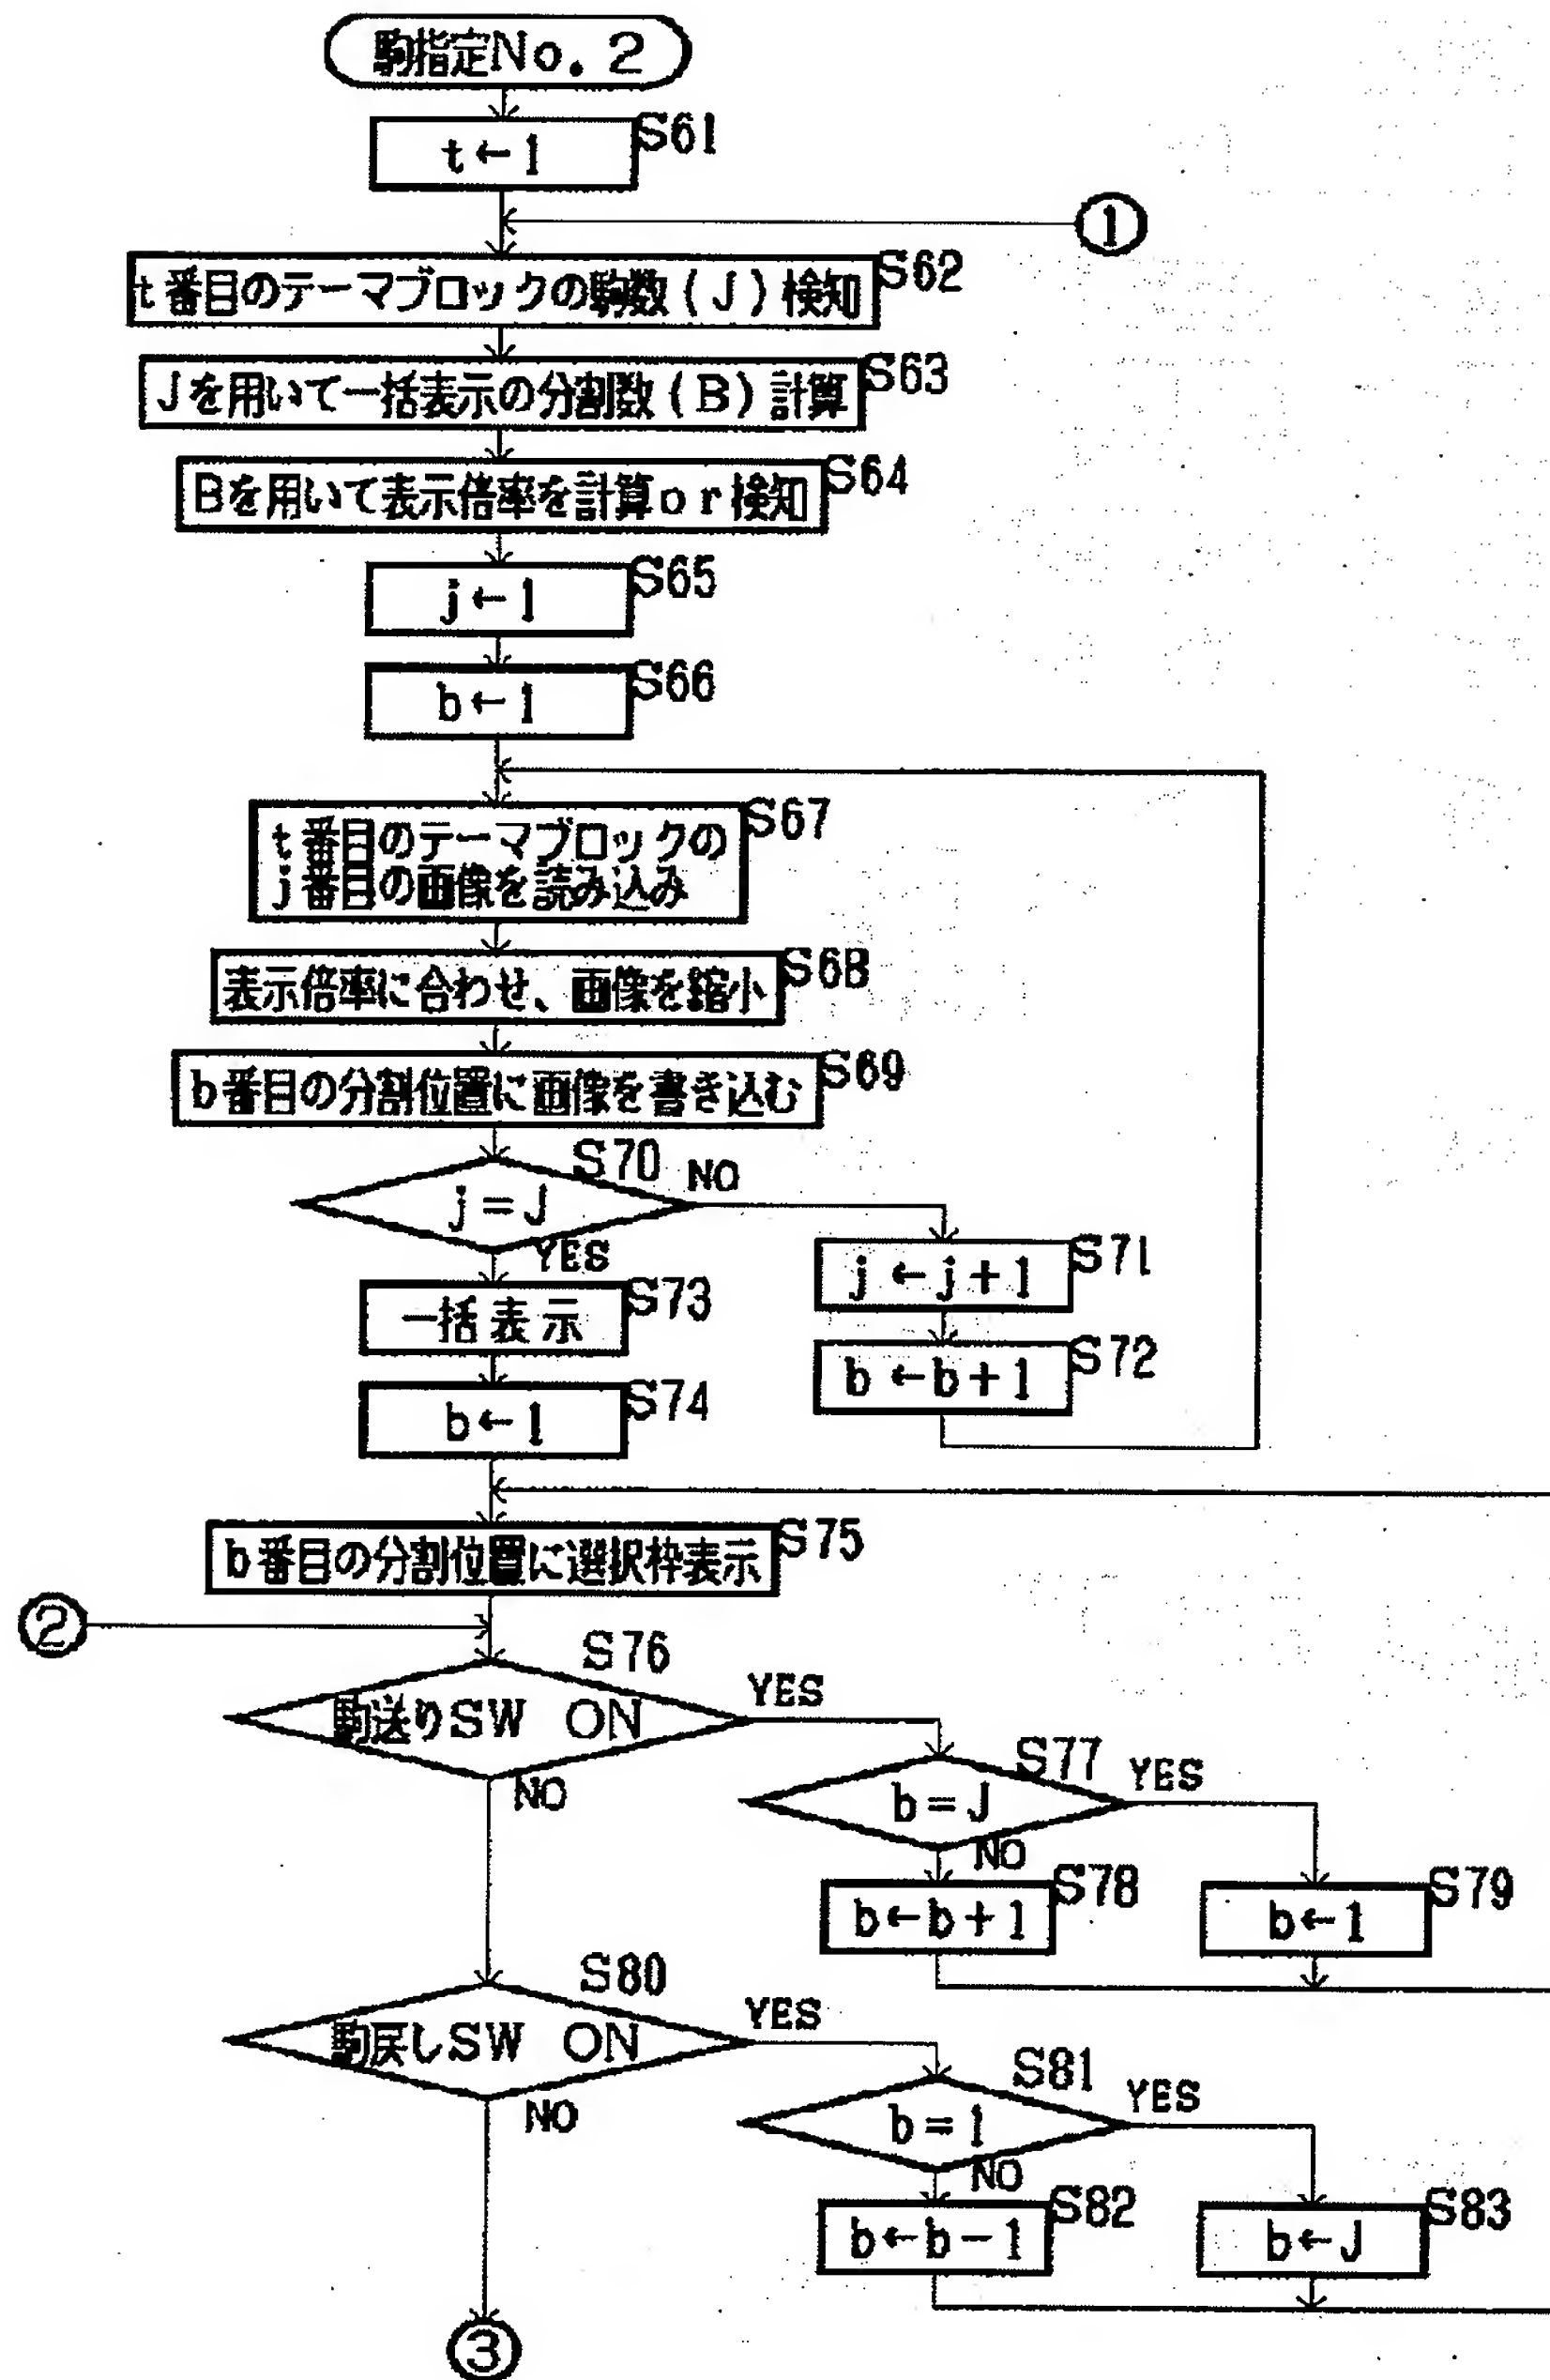 駒指定No．2
S61
t←1
①
S62
t番目のテーマブロックの駒数(J)検知
S63
Jを用いて一括表示の分割数(B)計算
S64
Bを用いて表示倍率を計算or検知
S65
j←1
S66
b←1
S67
t番目のテーマブロックの
j番目の画像を読み込み
S68
表示倍率に合わせ、画像を縮小
S69
b番目の分割位置に画像を書き込む
S70
NO
j=J
YES
S71
j←j+1
S73
一括表示
S72
b←b+1
S74
b←1
S75
b番目の分割位置に選択枠表示
②
S76
YES
駒送りSW ON
NO
S77
YES
b=J
NO
S78
b←b+1
S79
b←1
S80
YES
駒戻しSW ON
NO
S81
YES
b=1
NO
S82
b←b-1
S83
b←J
③